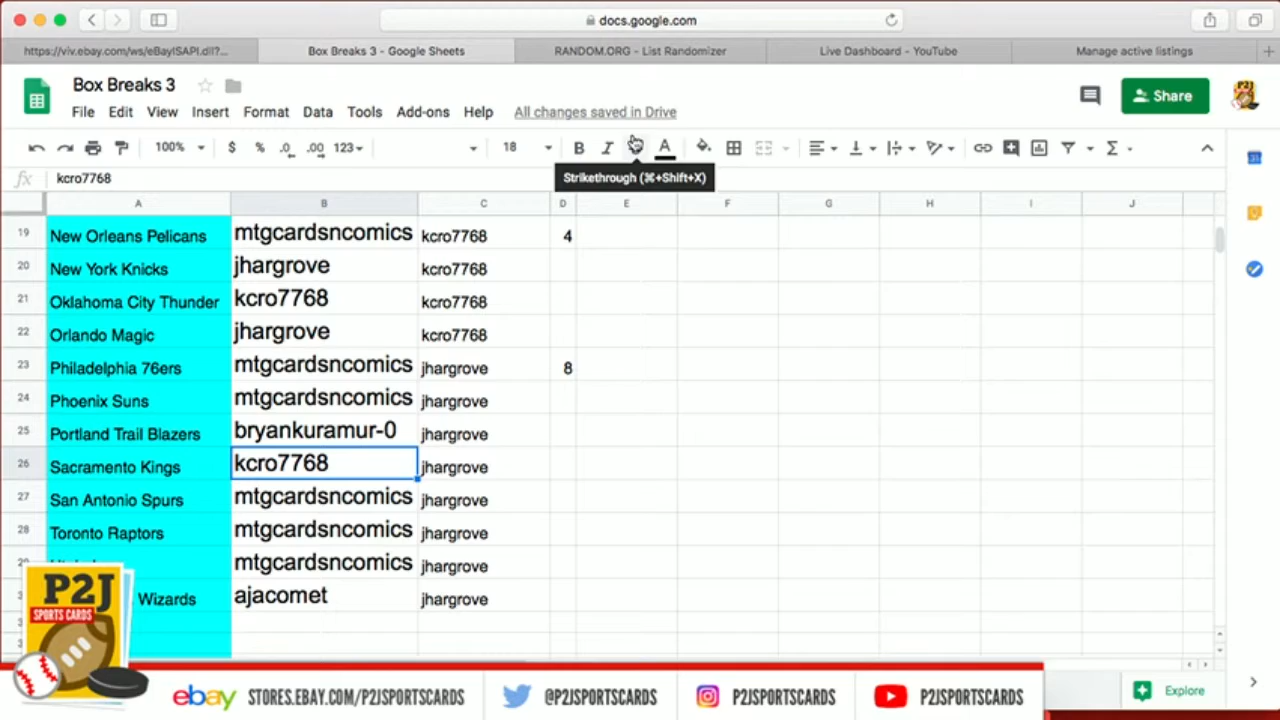 docs.google.com
https://viv.ebay.com/ws/eBayISAPI.dll?...
Box Breaks 3 - Google Sheets
RANDOM.ORG - List Randomizer
Live Dashboard - YouTube
Manage active listings
Box Breaks 3
File Edit View Insert Format Data Tools Add-ons Help All changes saved in Drive
Share
P2J
100% $ % .0 .00 123 18 B I A
Strikethrough (⌘+Shift+X)
31
fx kcro7768
A B C D E F G H I J
19 New Orleans Pelicans mtgcardsncomics kcro7768 4
20 New York Knicks jhargrove kcro7768
21 Oklahoma City Thunder kcro7768 kcro7768
22 Orlando Magic jhargrove kcro7768
23 Philadelphia 76ers mtgcardsncomics jhargrove 8
24 Phoenix Suns mtgcardsncomics jhargrove
25 Portland Trail Blazers bryankuramur-0 jhargrove
26 Sacramento Kings kcro7768 jhargrove
27 San Antonio Spurs mtgcardsncomics jhargrove
28 Toronto Raptors mtgcardsncomics jhargrove
mtgcardsncomics jhargrove
Wizards ajacomet jhargrove
P2J
SPORTS CARDS
ebay STORES.EBAY.COM/P2JSPORTSCARDS @P2JSPORTSCARDS P2JSPORTSCARDS P2JSPORTSCARDS
Explore